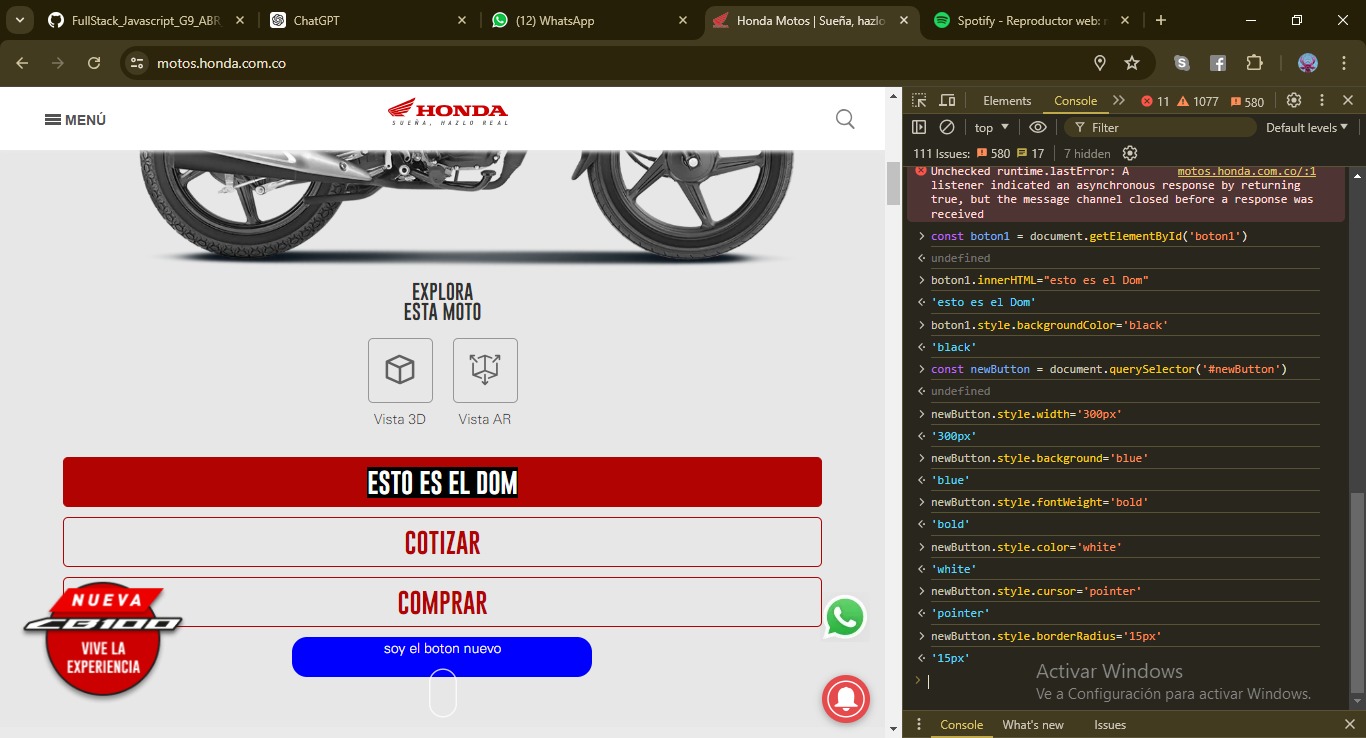 FullStack_Javascript_G9_ABR
ChatGPT
(12) WhatsApp
Honda Motos | Sueña, hazlo
Spotify - Reproductor web:
motos.honda.com.co
MENÚ
HONDA
SUEÑA, HAZLO REAL
EXPLORA
ESTA MOTO
Vista 3D
Vista AR
ESTO ES EL DOM
COTIZAR
COMPRAR
soy el boton nuevo
NUEVA
CB100
VIVE LA
EXPERIENCIA
Elements
Console
11
1077
580
top
Filter
Default levels
111 Issues:
580
17
7 hidden
Unchecked runtime.lastError: A
motos.honda.com.co/:1
listener indicated an asynchronous response by returning
true, but the message channel closed before a response was
received
const boton1 = document.getElementById('boton1')
undefined
boton1.innerHTML="esto es el Dom"
'esto es el Dom'
boton1.style.backgroundColor='black'
'black'
const newButton = document.querySelector('#newButton')
undefined
newButton.style.width='300px'
'300px'
newButton.style.background='blue'
'blue'
newButton.style.fontWeight='bold'
'bold'
newButton.style.color='white'
'white'
newButton.style.cursor='pointer'
'pointer'
newButton.style.borderRadius='15px'
'15px'
Activar Windows
Ve a Configuración para activar Windows.
Console
What's new
Issues